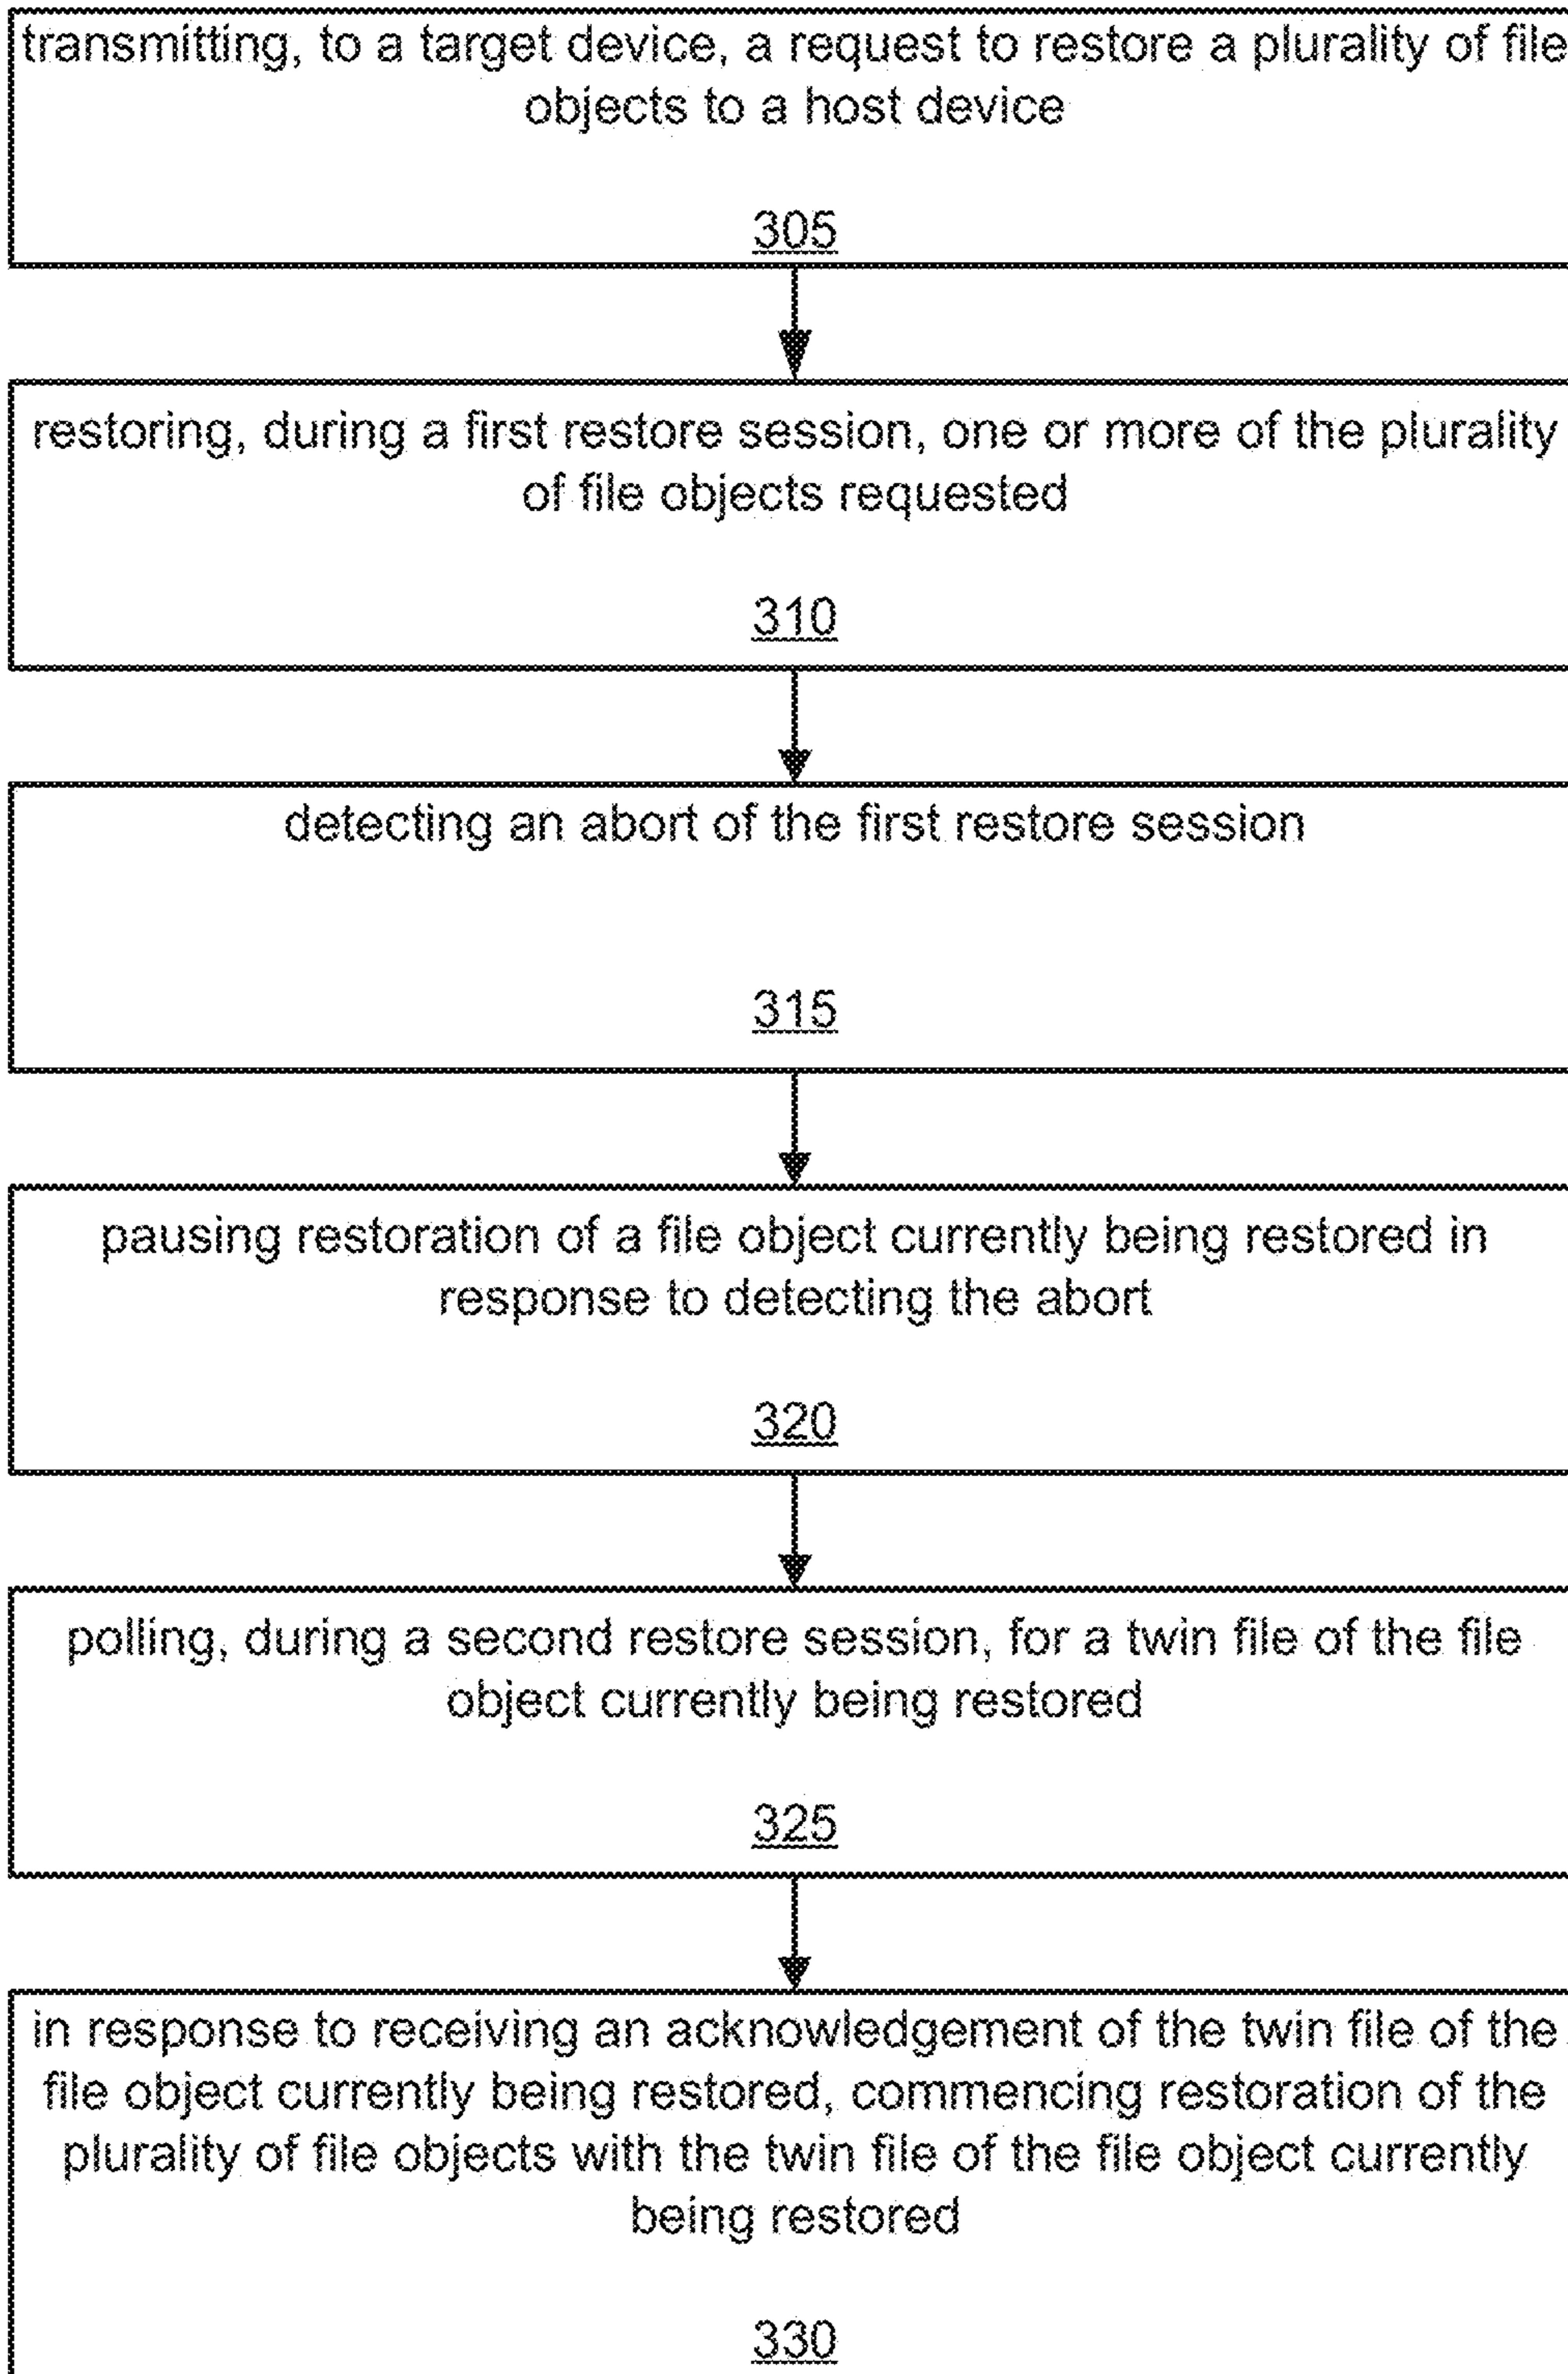 transmitting, to a target device, a request to restore a plurality of file
objects to a host device
305
restoring, during a first restore session, one or more of the plurality
of file objects requested
310
detecting an abort of the first restore session
315
pausing restoration of a file object currently being restored in
response to detecting the abort
320
polling, during a second restore session, for a twin file of the file
object currently being restored
325
in response to receiving an acknowledgement of the twin file of the
file object currently being restored, commencing restoration of the
plurality of file objects with the twin file of the file object currently
being restored
330